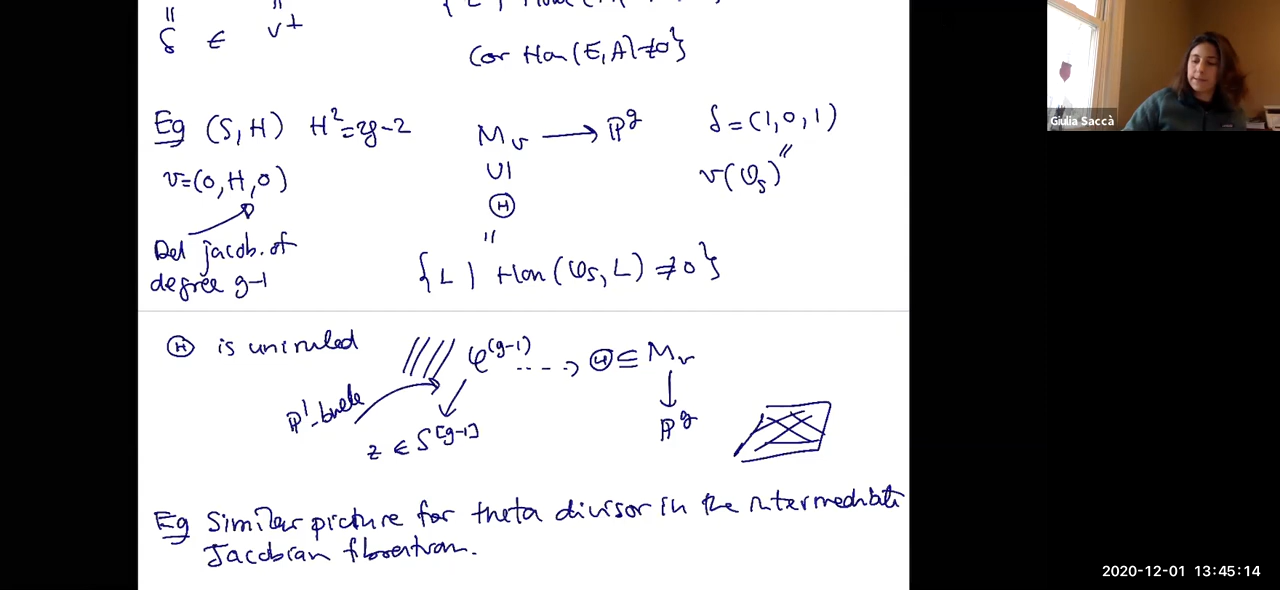 δ ∈ v⊥
(or Hom(E,A)≠0}
Eg (S,H) H²=2g-2 M_v → P^g δ=(1,0,1)
v=(0,H,0) ∪| v(O_S)
Θ
Rel jacob. of
degree g-1
{L | Hom(O_S, L) ≠0}
Θ is uniruled
C^(g-1) ⇢ Θ ⊆ M_v
P¹-bundle
z ∈ S^[g-1] P^g
Eg Similar picture for theta divisor in the intermediate
Jacobian fibration.
Giulia Saccà
2020-12-01 13:45:14